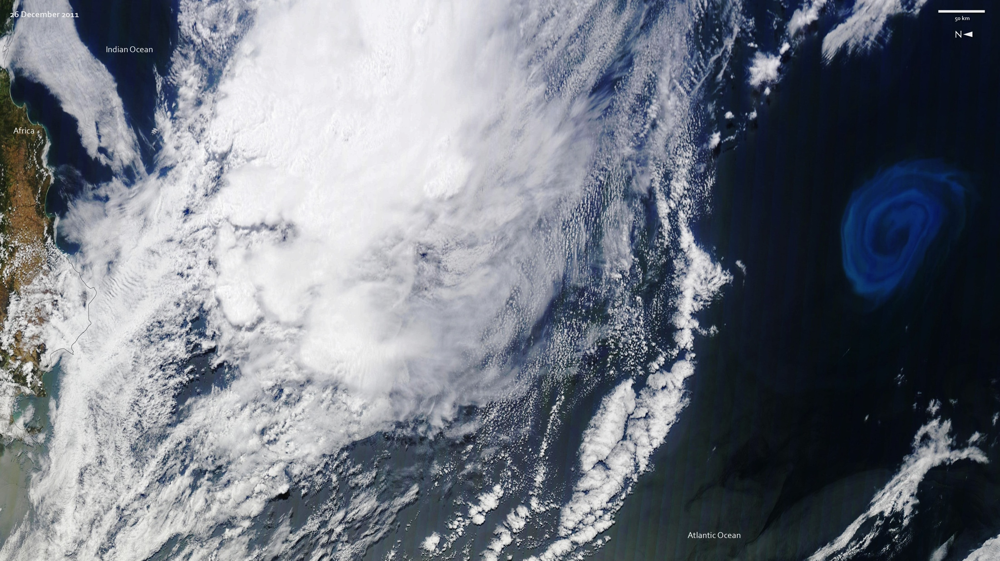 26 December 2011
50 km
N
Indian Ocean
Africa
Atlantic Ocean